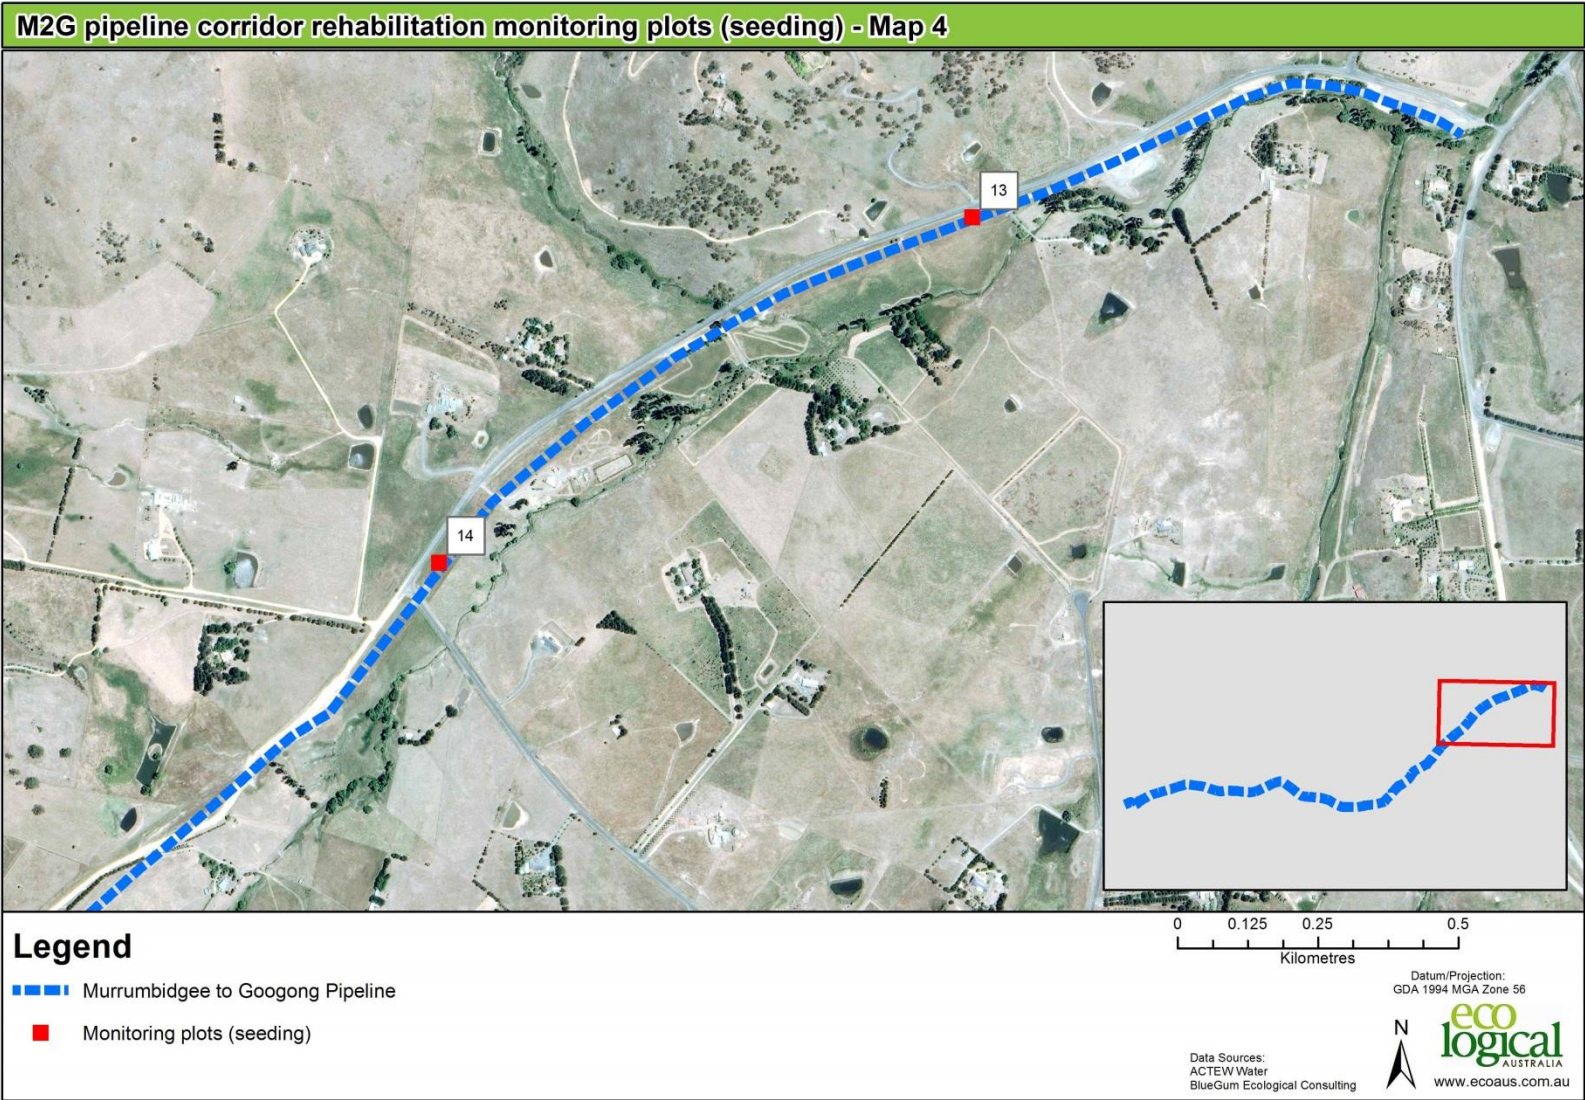 M2G pipeline corridor rehabilitation monitoring plots (seeding) - Map 4
13
14
Legend
Murrumbidgee to Googong Pipeline
Monitoring plots (seeding)
0 0.125 0.25 0.5
Kilometres
Datum/Projection:
GDA 1994 MGA Zone 56
N
eco
logical
AUSTRALIA
www.ecoaus.com.au
Data Sources:
ACTEW Water
BlueGum Ecological Consulting